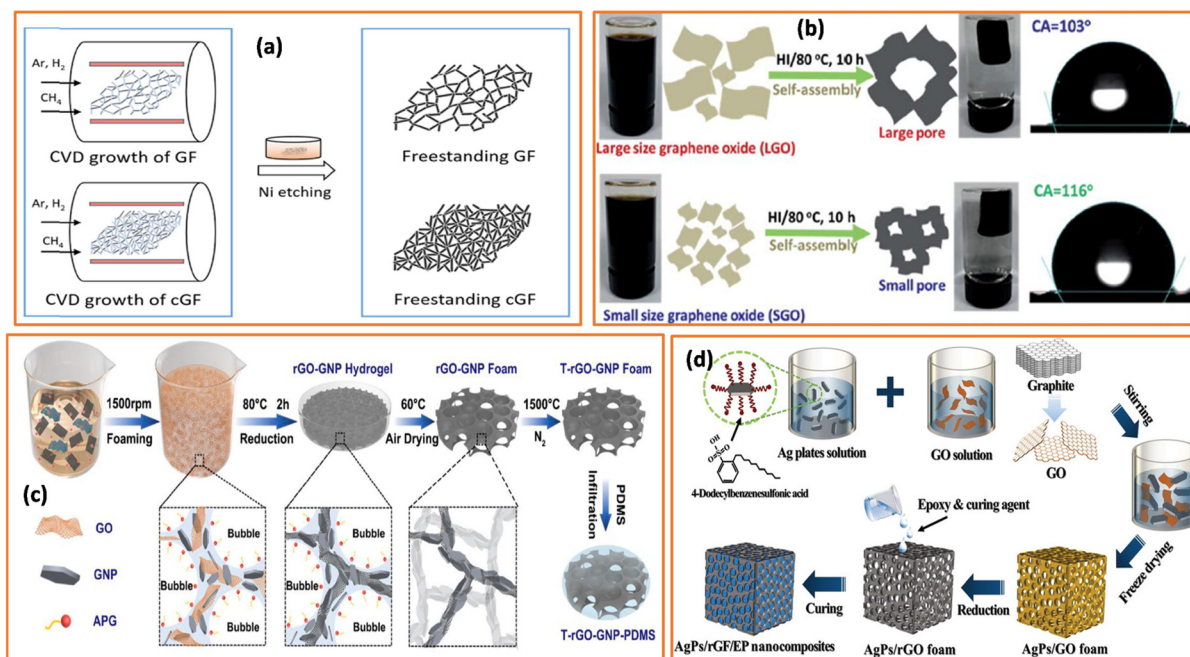 (a)
Ar, H2
CH4
CVD growth of GF
Ar, H2
CH4
CVD growth of cGF
Ni etching
Freestanding GF
Freestanding cGF
(b)
HI/80 °C, 10 h
Self-assembly
Large pore
Large size graphene oxide (LGO)
CA=103°
HI/80 °C, 10 h
Self-assembly
Small pore
Small size graphene oxide (SGO)
CA=116°
(c)
1500rpm
Foaming
80°C 2h
Reduction
rGO-GNP Hydrogel
60°C
Air Drying
rGO-GNP Foam
1500°C
N2
T-rGO-GNP Foam
PDMS
Infiltration
T-rGO-GNP-PDMS
GO
GNP
APG
Bubble
Bubble
Bubble
Bubble
Bubble
Bubble
(d)
OH
O=S=O
4-Dodecylbenzenesulfonic acid
Ag plates solution
+
GO solution
Graphite
GO
Stirring
Freeze drying
AgPs/GO foam
Reduction
Epoxy & curing agent
AgPs/rGO foam
Curing
AgPs/rGF/EP nanocomposites